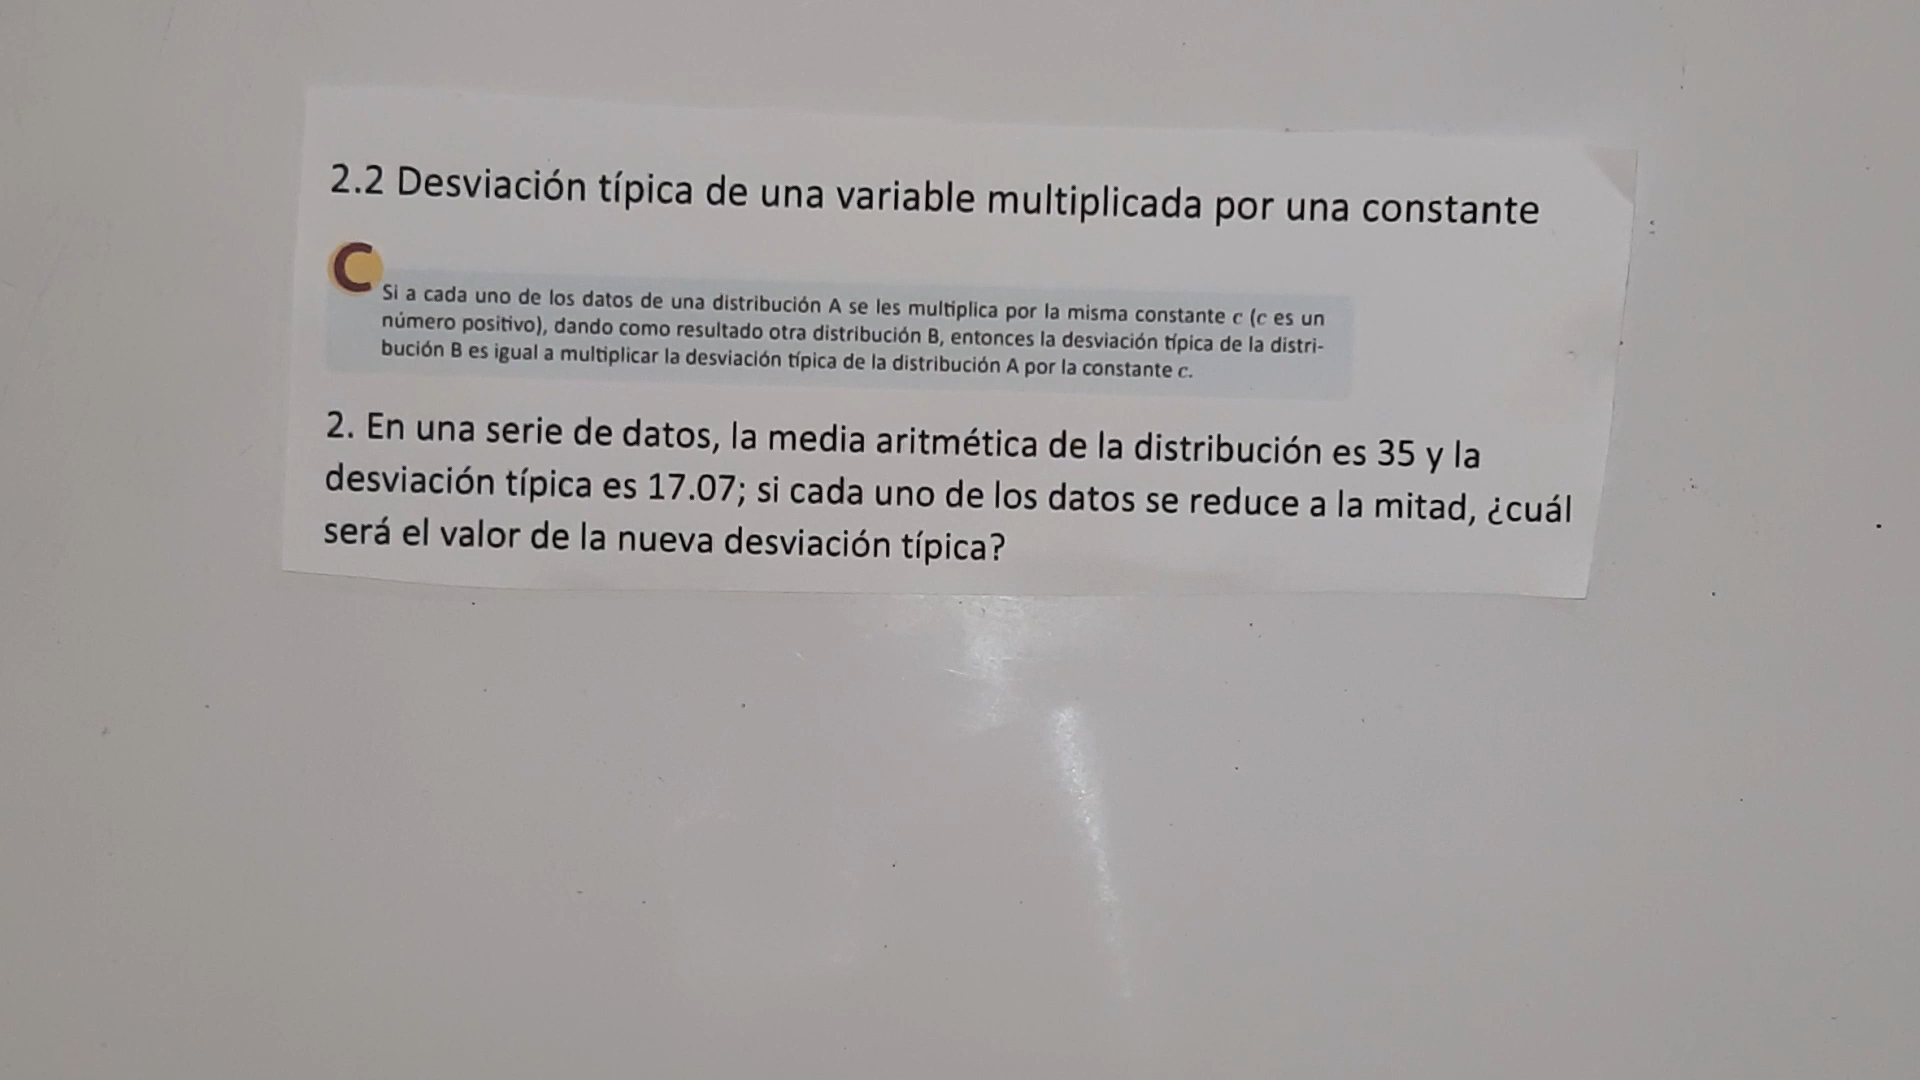 2.2 Desviación típica de una variable multiplicada por una constante
C
Si a cada uno de los datos de una distribución A se les multiplica por la misma constante c (c es un
número positivo), dando como resultado otra distribución B, entonces la desviación típica de la distri-
bución B es igual a multiplicar la desviación típica de la distribución A por la constante c.
2. En una serie de datos, la media aritmética de la distribución es 35 y la
desviación típica es 17.07; si cada uno de los datos se reduce a la mitad, ¿cuál
será el valor de la nueva desviación típica?